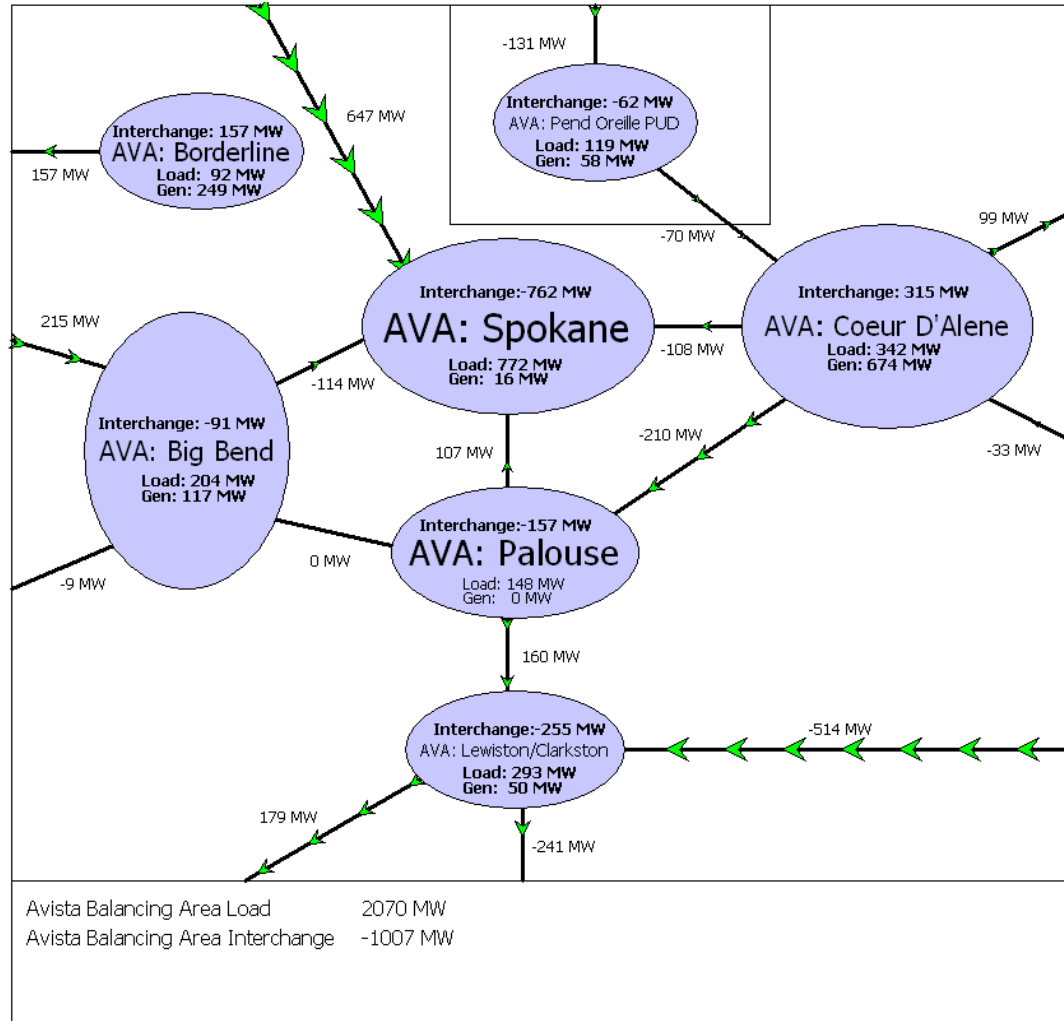 -131 MW
Interchange: -62 MW
AVA: Pend Oreille PUD
Load: 119 MW
Gen: 58 MW
647 MW
Interchange: 157 MW
AVA: Borderline
Load: 92 MW
Gen: 249 MW
157 MW
-70 MW
99 MW
Interchange:-762 MW
AVA: Spokane
Load: 772 MW
Gen: 16 MW
Interchange: 315 MW
AVA: Coeur D'Alene
Load: 342 MW
Gen: 674 MW
215 MW
-108 MW
-114 MW
Interchange: -91 MW
AVA: Big Bend
Load: 204 MW
Gen: 117 MW
-210 MW
107 MW
-33 MW
Interchange:-157 MW
AVA: Palouse
Load: 148 MW
Gen: 0 MW
0 MW
-9 MW
160 MW
Interchange:-255 MW
AVA: Lewiston/Clarkston
Load: 293 MW
Gen: 50 MW
-514 MW
179 MW
-241 MW
Avista Balancing Area Load 2070 MW
Avista Balancing Area Interchange -1007 MW